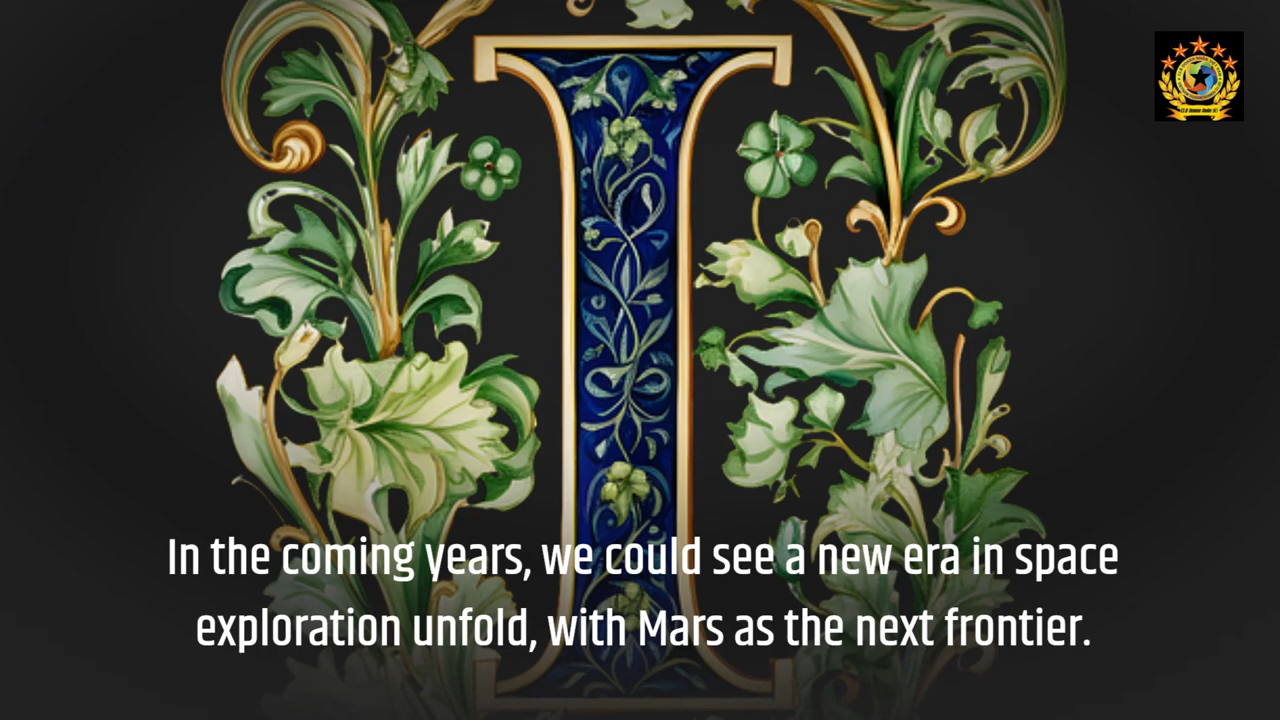 I
In the coming years, we could see a new era in space
exploration unfold, with Mars as the next frontier.